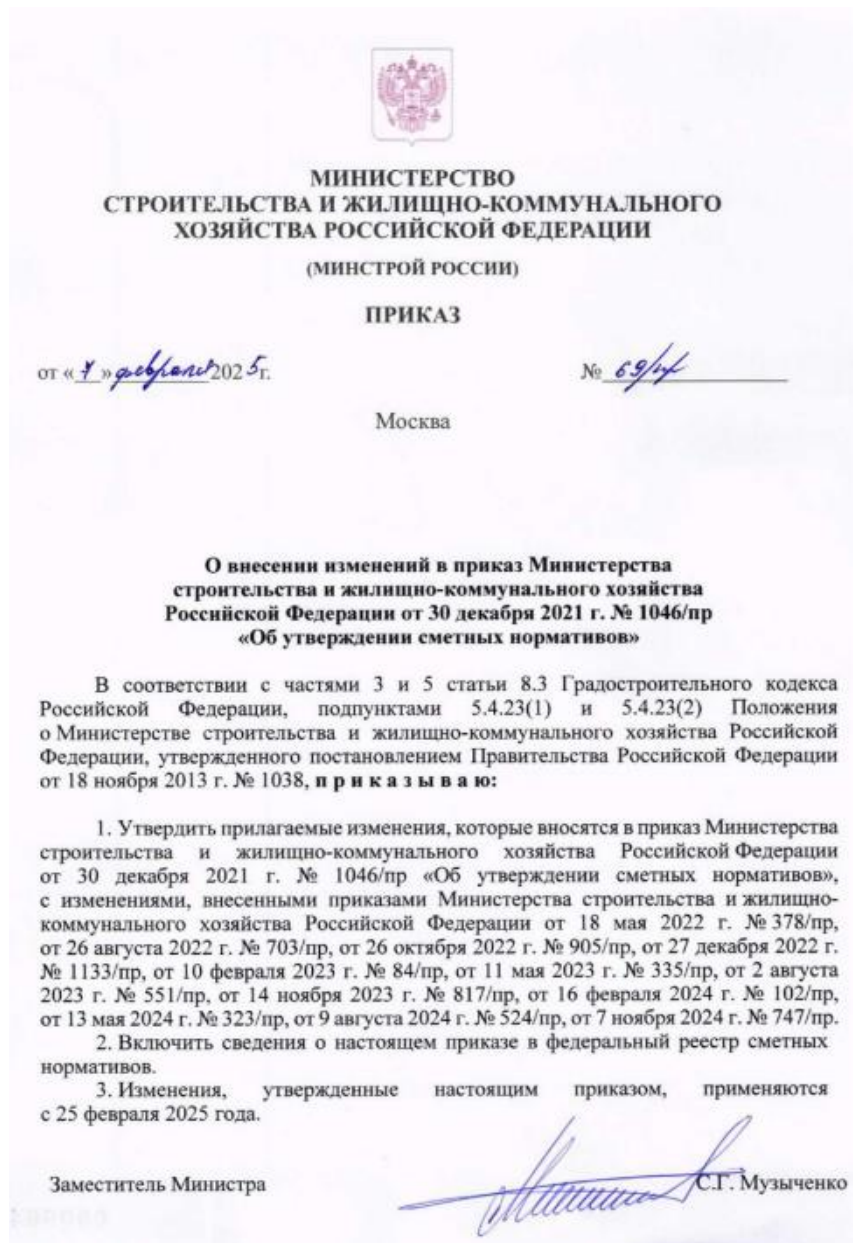 МИНИСТЕРСТВО
СТРОИТЕЛЬСТВА И ЖИЛИЩНО-КОММУНАЛЬНОГО
ХОЗЯЙСТВА РОССИЙСКОЙ ФЕДЕРАЦИИ
(МИНСТРОЙ РОССИИ)
ПРИКАЗ
от «7» февраля 2025г. № 69/пр
Москва
О внесении изменений в приказ Министерства
строительства и жилищно-коммунального хозяйства
Российской Федерации от 30 декабря 2021 г. № 1046/пр
«Об утверждении сметных нормативов»
В соответствии с частями 3 и 5 статьи 8.3 Градостроительного кодекса
Российской Федерации, подпунктами 5.4.23(1) и 5.4.23(2) Положения
о Министерстве строительства и жилищно-коммунального хозяйства Российской
Федерации, утвержденного постановлением Правительства Российской Федерации
от 18 ноября 2013 г. № 1038, п р и к а з ы в а ю:
1. Утвердить прилагаемые изменения, которые вносятся в приказ Министерства
строительства и жилищно-коммунального хозяйства Российской Федерации
от 30 декабря 2021 г. № 1046/пр «Об утверждении сметных нормативов»,
с изменениями, внесенными приказами Министерства строительства и жилищно-
коммунального хозяйства Российской Федерации от 18 мая 2022 г. № 378/пр,
от 26 августа 2022 г. № 703/пр, от 26 октября 2022 г. № 905/пр, от 27 декабря 2022 г.
№ 1133/пр, от 10 февраля 2023 г. № 84/пр, от 11 мая 2023 г. № 335/пр, от 2 августа
2023 г. № 551/пр, от 14 ноября 2023 г. № 817/пр, от 16 февраля 2024 г. № 102/пр,
от 13 мая 2024 г. № 323/пр, от 9 августа 2024 г. № 524/пр, от 7 ноября 2024 г. № 747/пр.
2. Включить сведения о настоящем приказе в федеральный реестр сметных
нормативов.
3. Изменения, утвержденные настоящим приказом, применяются
с 25 февраля 2025 года.
Заместитель Министра С.Г. Музыченко